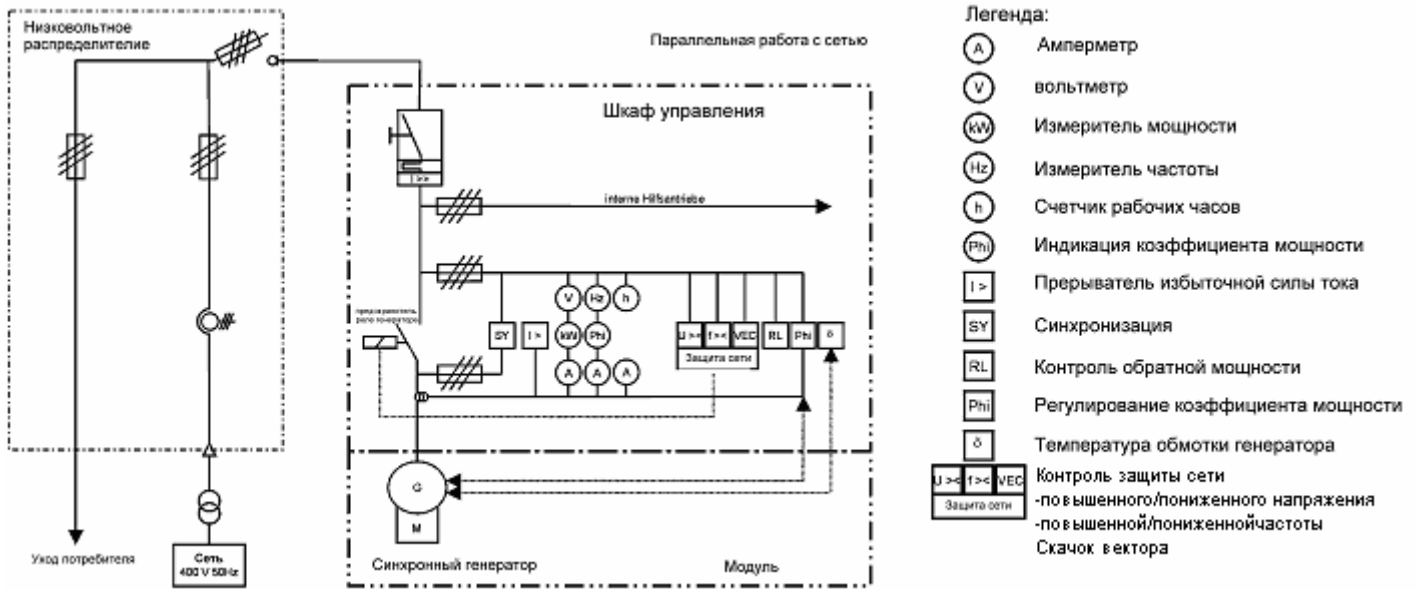 Низковольтное
распределителие
Параллельная работа с сетью
Шкаф управления
I >>
interne Hilfsantriebe
реле генератора
V
Hz
h
SY
I >
kW
Phi
U ><
f ><
VEC
RL
Phi
δ
Защита сети
A
A
A
G
M
Уход потребителя
Сеть
400 V 50Hz
Синхронный генератор
Модуль
Легенда:
A
Амперметр
V
вольтметр
kW
Измеритель мощности
Hz
Измеритель частоты
h
Счетчик рабочих часов
Phi
Индикация коэффициента мощности
I >
Прерыватель избыточной силы тока
SY
Синхронизация
RL
Контроль обратной мощности
Phi
Регулирование коэффициента мощности
δ
Температура обмотки генератора
U ><
f ><
VEC
Защита сети
Контроль защиты сети
-повышенного/пониженного напряжения
-повышенной/пониженнойчастоты
Скачок вектора